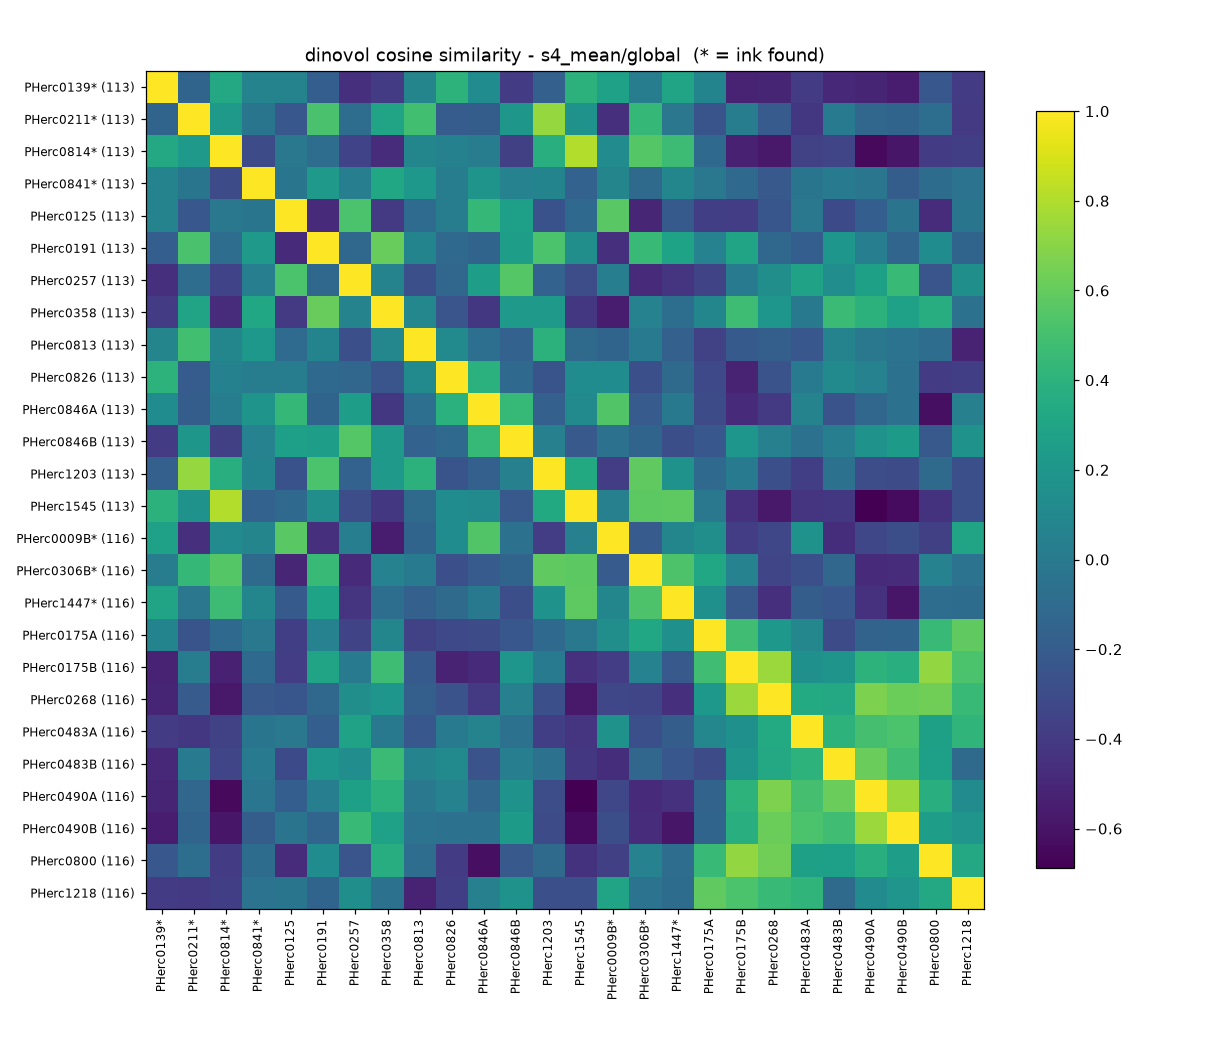 dinovol cosine similarity - s4_mean/global  (* = ink found)
PHerc0139* (113)
PHerc0211* (113)
PHerc0814* (113)
PHerc0841* (113)
PHerc0125 (113)
PHerc0191 (113)
PHerc0257 (113)
PHerc0358 (113)
PHerc0813 (113)
PHerc0826 (113)
PHerc0846A (113)
PHerc0846B (113)
PHerc1203 (113)
PHerc1545 (113)
PHerc0009B* (116)
PHerc0306B* (116)
PHerc1447* (116)
PHerc0175A (116)
PHerc0175B (116)
PHerc0268 (116)
PHerc0483A (116)
PHerc0483B (116)
PHerc0490A (116)
PHerc0490B (116)
PHerc0800 (116)
PHerc1218 (116)
PHerc0139*
PHerc0211*
PHerc0814*
PHerc0841*
PHerc0125
PHerc0191
PHerc0257
PHerc0358
PHerc0813
PHerc0826
PHerc0846A
PHerc0846B
PHerc1203
PHerc1545
PHerc0009B*
PHerc0306B*
PHerc1447*
PHerc0175A
PHerc0175B
PHerc0268
PHerc0483A
PHerc0483B
PHerc0490A
PHerc0490B
PHerc0800
PHerc1218
1.0
0.8
0.6
0.4
0.2
0.0
−0.2
−0.4
−0.6